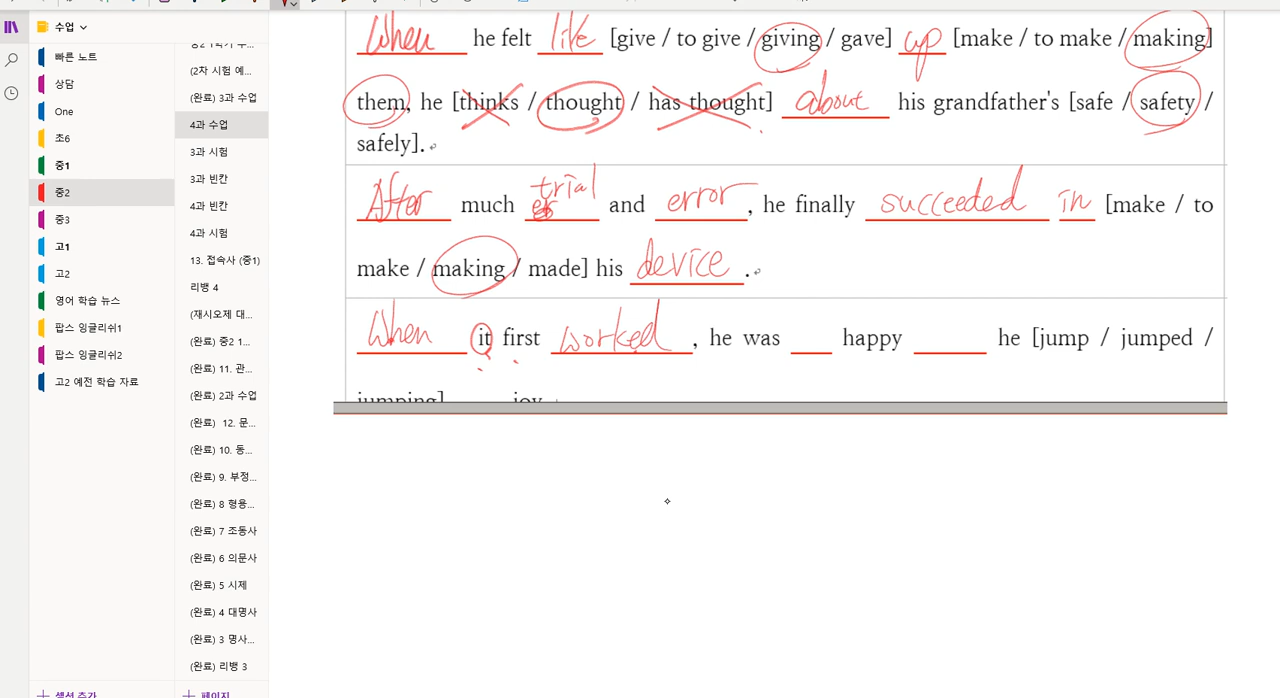 수업
빠른 노트
상담
One
초6
중1
중2
중3
고1
고2
영어 학습 뉴스
팝스 잉글리쉬1
팝스 잉글리쉬2
고2 예전 학습 자료
(2차 시험 예...
(완료) 3과 수업
4과 수업
3과 시험
3과 빈칸
4과 빈칸
4과 시험
13. 접속사 (중1)
리뱅 4
(재시오제 대...
(완료) 중2 1...
(완료) 11. 관...
(완료) 2과 수업
(완료) 12. 문...
(완료) 10. 동...
(완료) 9. 부정...
(완료) 8 형용...
(완료) 7 조동사
(완료) 6 의문사
(완료) 5 시제
(완료) 4 대명사
(완료) 3 명사...
(완료) 리뱅 3
When he felt like [give / to give / giving / gave] up [make / to make / making]
them, he [thinks / thought / has thought] about his grandfather's [safe / safety /
safely].
After much trial and error, he finally succeeded in [make / to
make / making / made] his device.
When it first worked, he was ___ happy ___ he [jump / jumped /
jumping] ___ joy